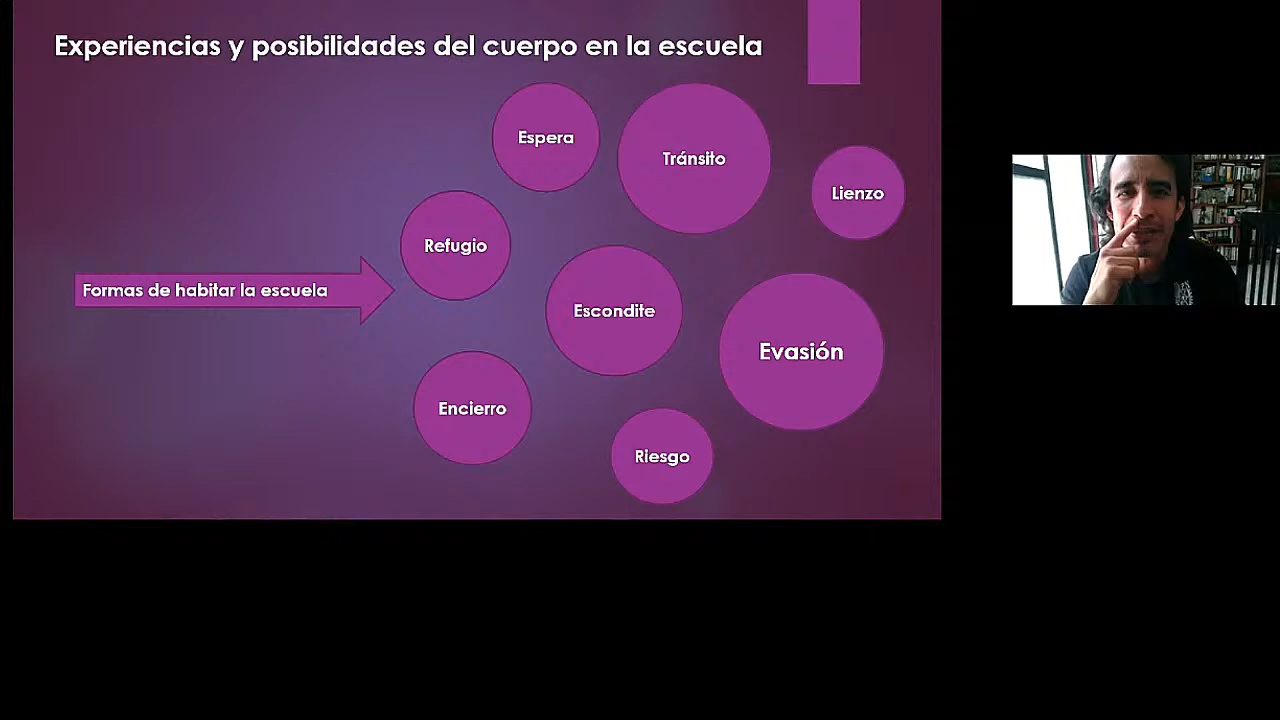 Experiencias y posibilidades del cuerpo en la escuela
Espera
Tránsito
Lienzo
Refugio
Formas de habitar la escuela
Escondite
Evasión
Encierro
Riesgo